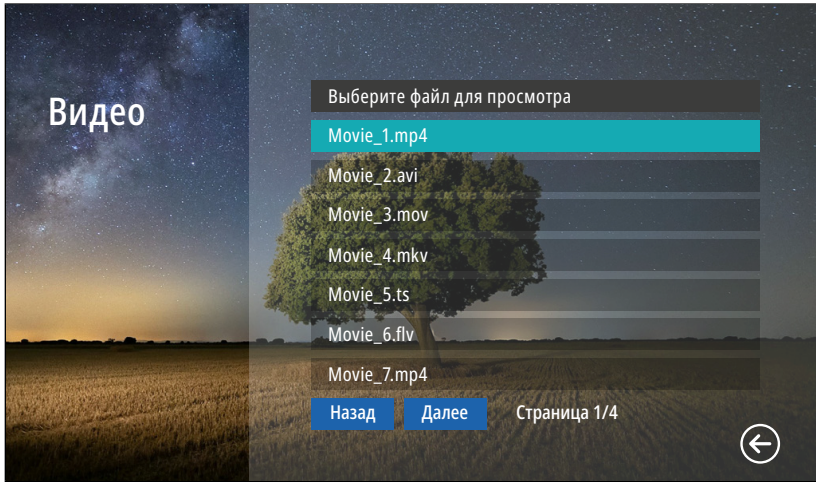 Видео
Выберите файл для просмотра
Movie_1.mp4
Movie_2.avi
Movie_3.mov
Movie_4.mkv
Movie_5.ts
Movie_6.flv
Movie_7.mp4
Назад Далее Страница 1/4